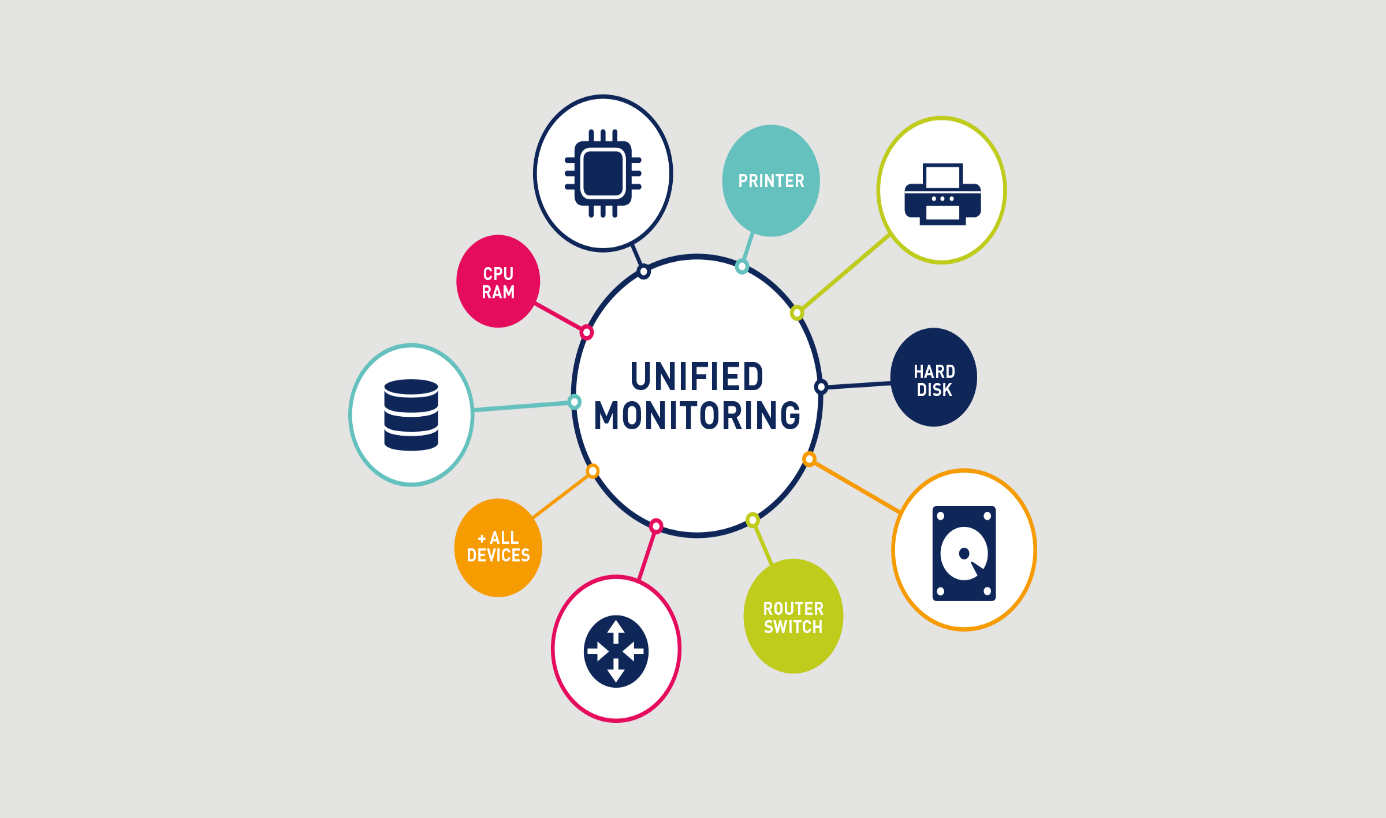 PRINTER
CPU
RAM
UNIFIED
MONITORING
HARD
DISK
+ ALL
DEVICES
ROUTER
SWITCH